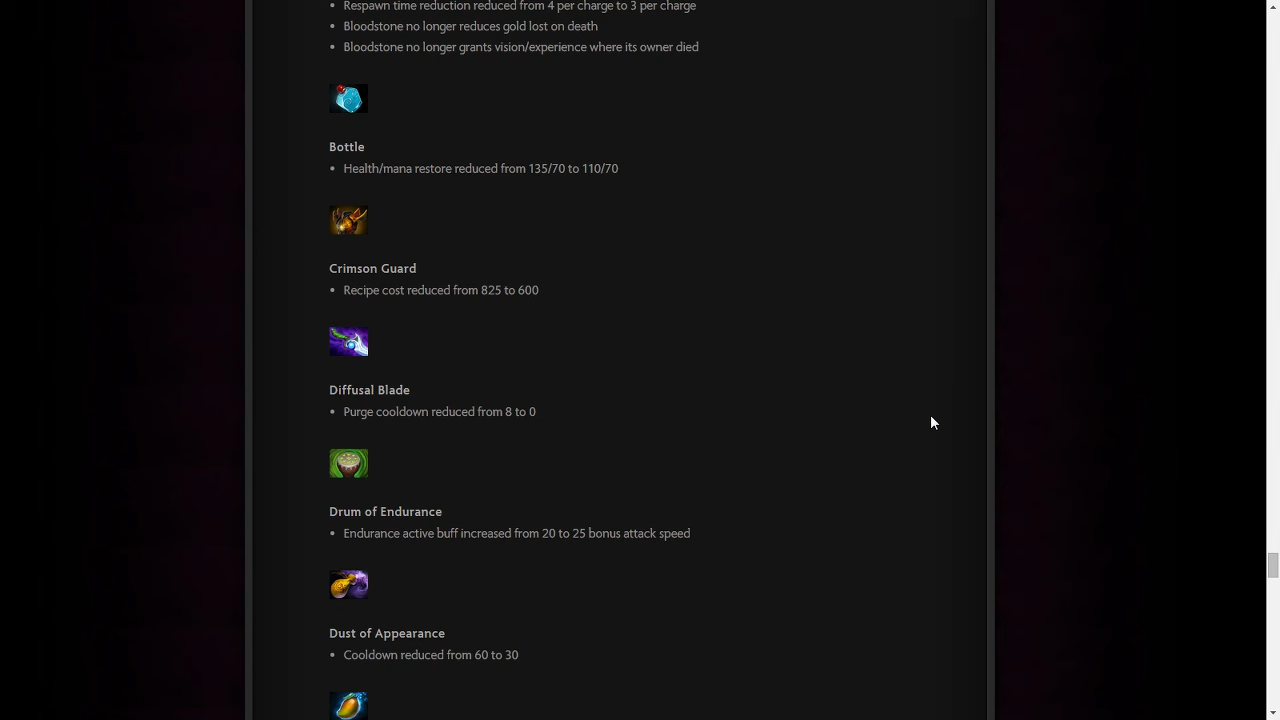 • Respawn time reduction reduced from 4 per charge to 3 per charge
• Bloodstone no longer reduces gold lost on death
• Bloodstone no longer grants vision/experience where its owner died
Bottle
• Health/mana restore reduced from 135/70 to 110/70
Crimson Guard
• Recipe cost reduced from 825 to 600
Diffusal Blade
• Purge cooldown reduced from 8 to 0
Drum of Endurance
• Endurance active buff increased from 20 to 25 bonus attack speed
Dust of Appearance
• Cooldown reduced from 60 to 30